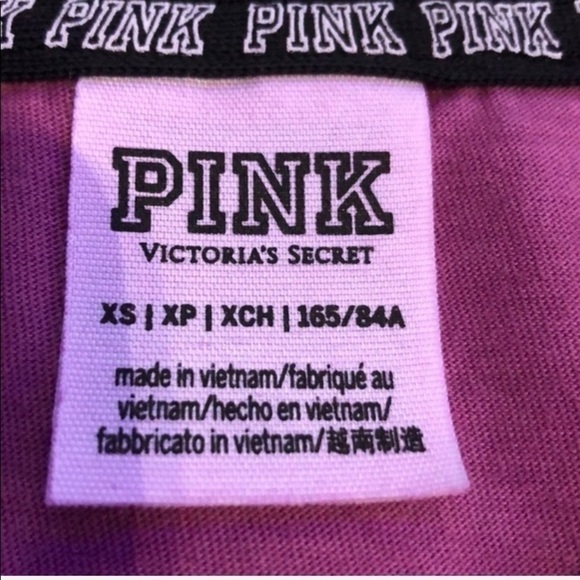 PINK PINK PINK
PINK
VICTORIA'S SECRET
XS | XP | XCH | 165/84A
made in vietnam/fabriqué au
vietnam/hecho en vietnam/
fabbricato in vietnam/越南制造